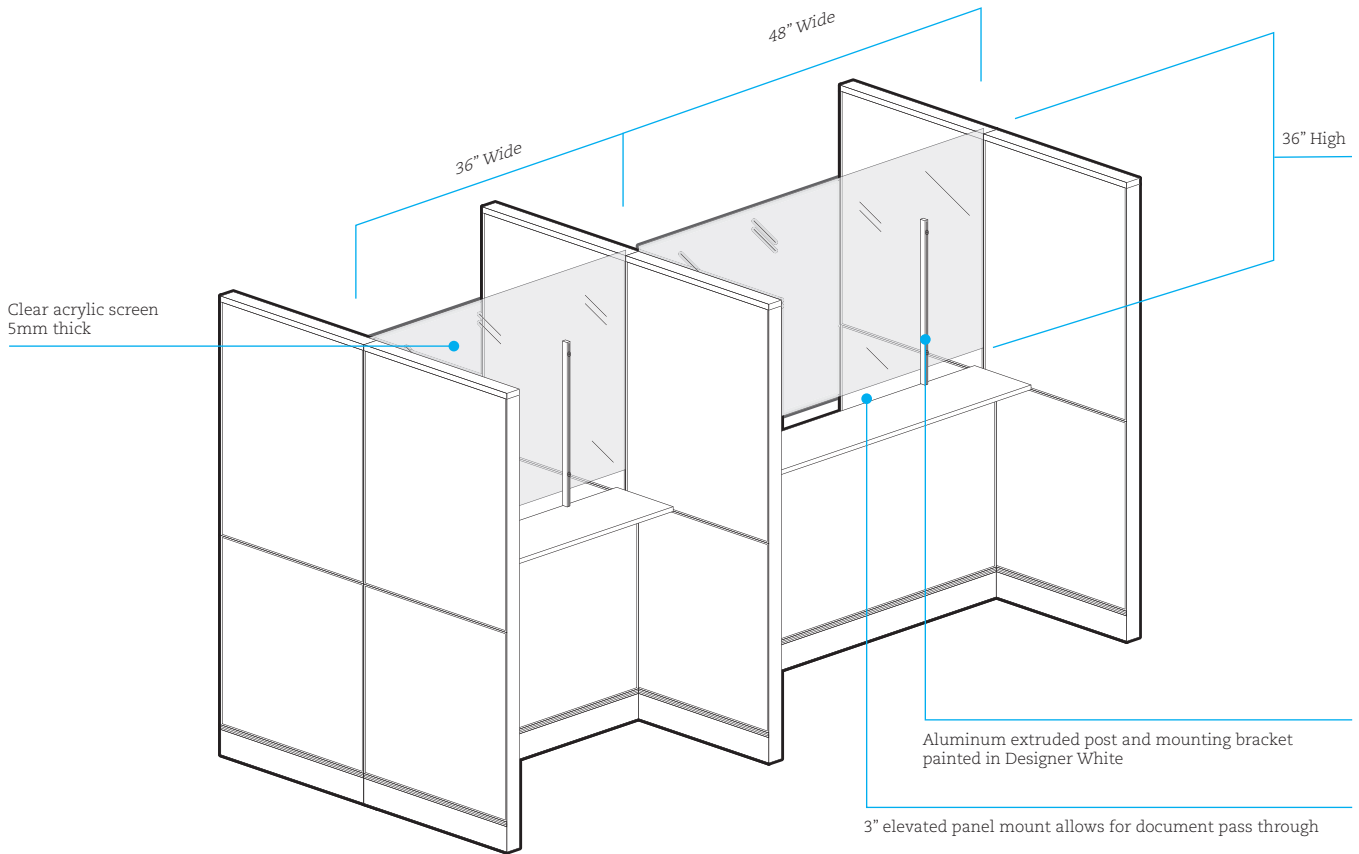 48” Wide
36” Wide
36” High
Clear acrylic screen
5mm thick
Aluminum extruded post and mounting bracket
painted in Designer White
3” elevated panel mount allows for document pass through